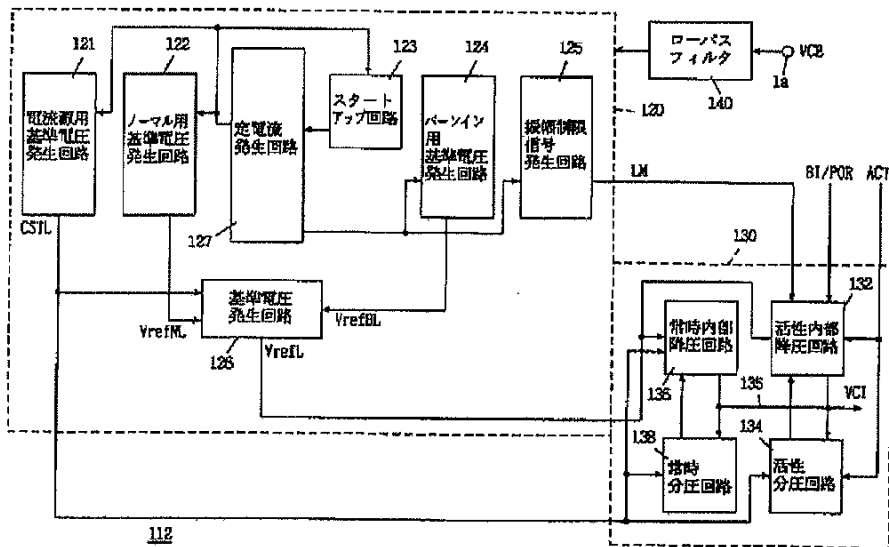 121
122
123
124
125
ローパス
フィルタ
VCE
1a
140
120
電流源用
基準電圧
発生回路
ノーマル用
基準電圧
発生回路
定電流
発生回路
スタート
アップ回路
バーンイン
用
基準電圧
発生回路
振幅制限
信号
発生回路
127
LM
BI/POR
ACT
CSTL
130
132
基準電圧
発生回路
VrefNL
VrefBL
126
VrefL
常時内部
降圧回路
活性内部
降圧回路
136
135
VCI
138
134
常時
分圧回路
活性
分圧回路
112